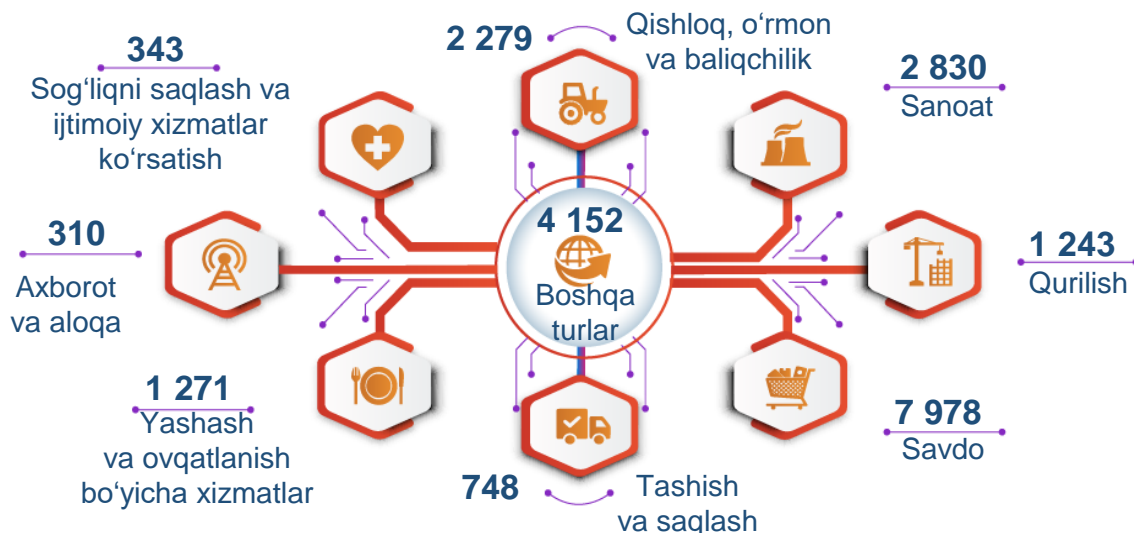 343
Sog‘liqni saqlash va
ijtimoiy xizmatlar
ko‘rsatish
2 279
Qishloq, o‘rmon
va baliqchilik
2 830
Sanoat
310
Axborot
va aloqa
4 152
Boshqa
turlar
1 243
Qurilish
1 271
Yashash
va ovqatlanish
bo‘yicha xizmatlar
748
Tashish
va saqlash
7 978
Savdo